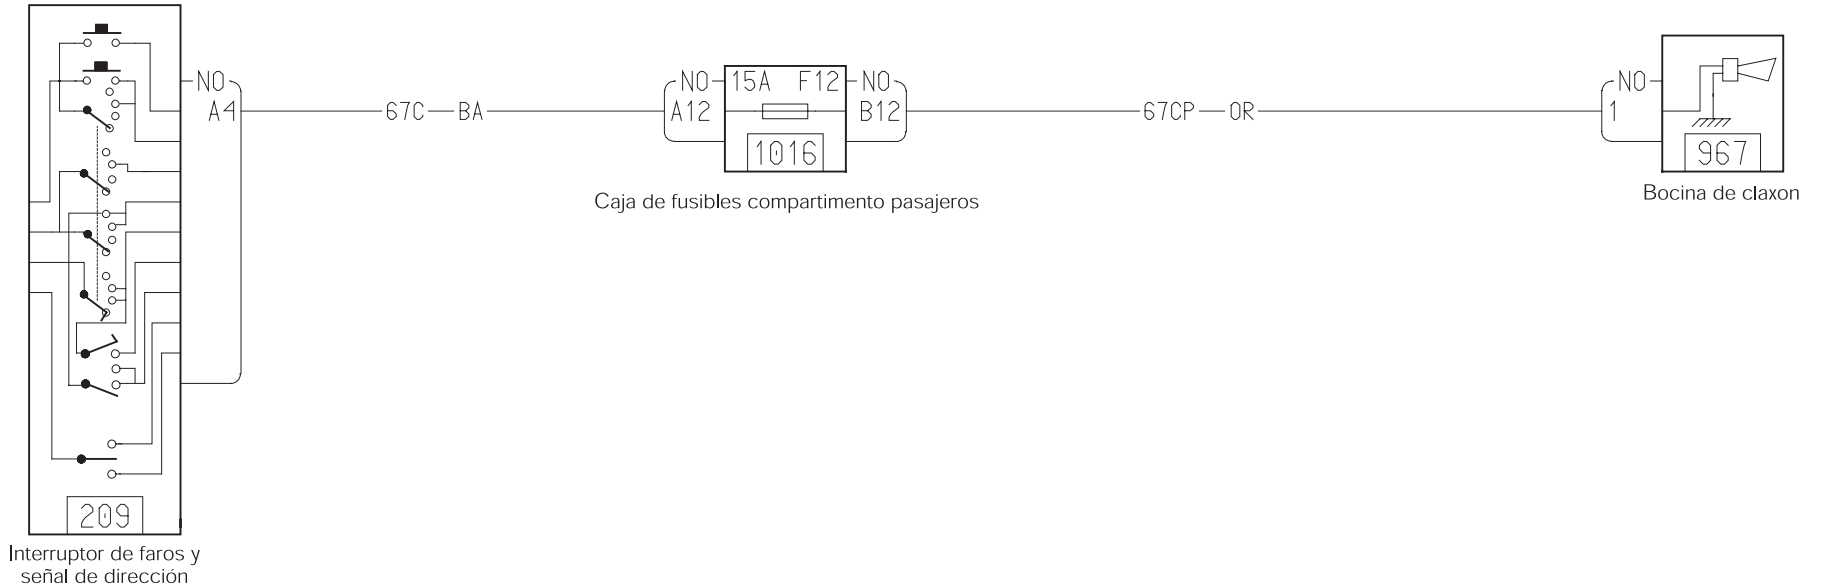 NO
A4
67C
BA
NO
A12
15A F12
1016
NO
B12
67CP
OR
NO
1
967
Caja de fusibles compartimento pasajeros
Bocina de claxon
209
Interruptor de faros y
señal de dirección